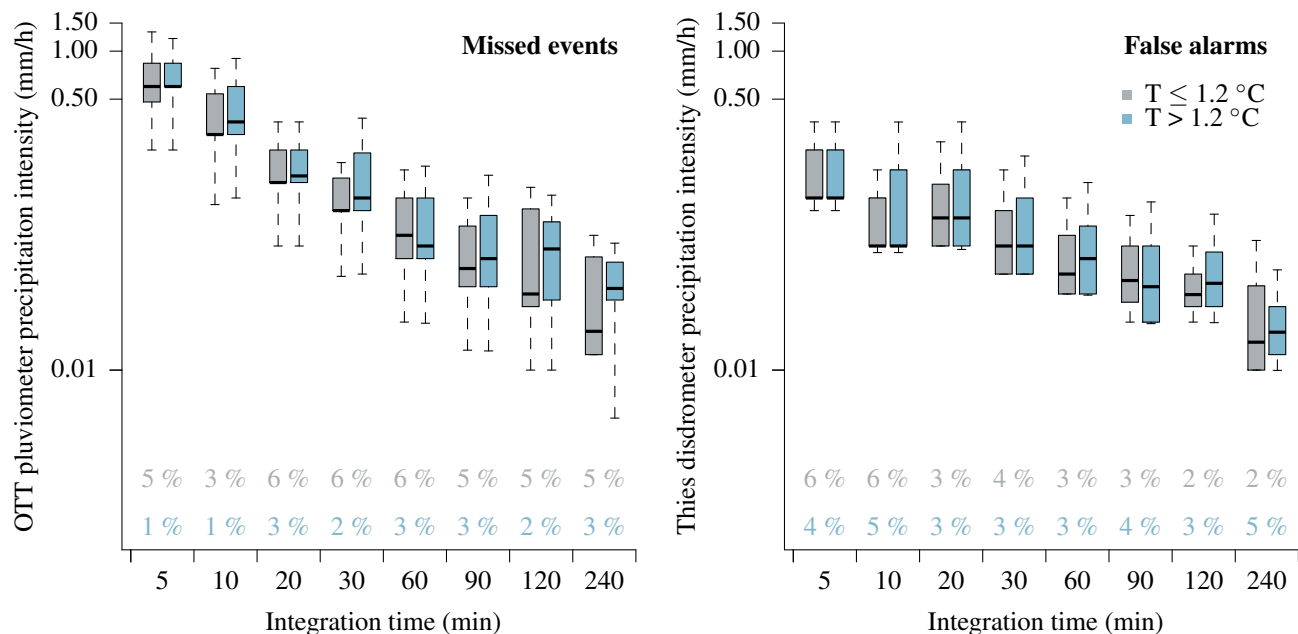 OTT pluviometer precipitaiton intensity (mm/h)
1.50
1.00
0.50
0.01
Missed events
5 % 3 % 6 % 6 % 6 % 5 % 5 % 5 %
1 % 1 % 3 % 2 % 3 % 3 % 2 % 3 %
5 10 20 30 60 90 120 240
Integration time (min)
Thies disdrometer precipitation intensity (mm/h)
1.50
1.00
0.50
0.01
False alarms
T ≤ 1.2 °C
T > 1.2 °C
6 % 6 % 3 % 4 % 3 % 3 % 2 % 2 %
4 % 5 % 3 % 3 % 3 % 4 % 3 % 5 %
5 10 20 30 60 90 120 240
Integration time (min)